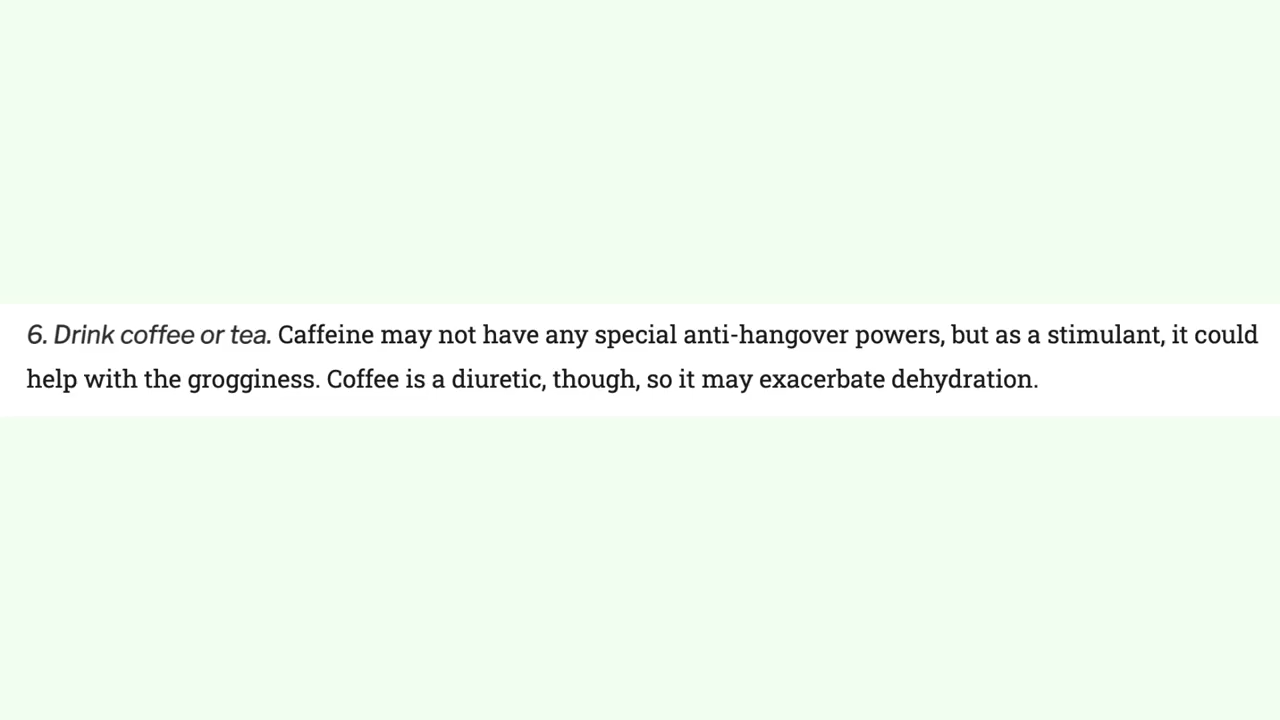 6. Drink coffee or tea. Caffeine may not have any special anti-hangover powers, but as a stimulant, it could
help with the grogginess. Coffee is a diuretic, though, so it may exacerbate dehydration.